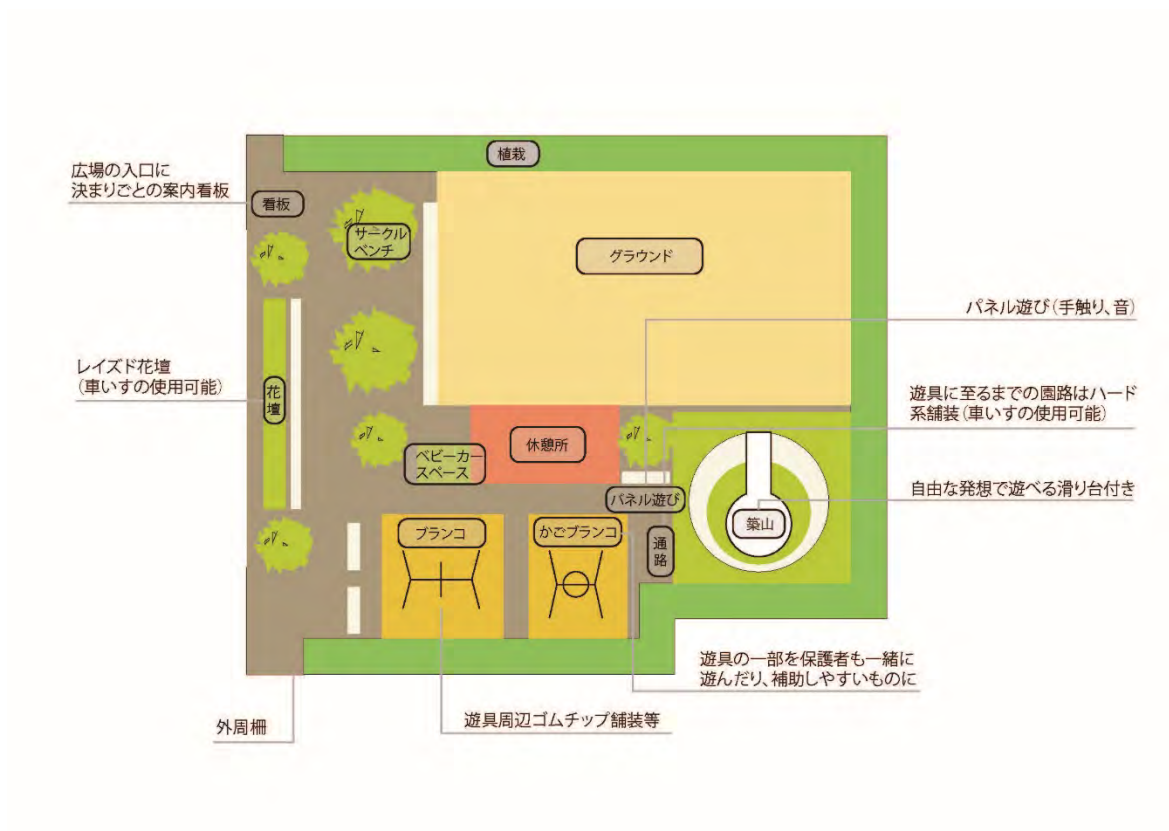 植栽
広場の入口に
決まりごとの案内看板
看板
サークル
ベンチ
グラウンド
パネル遊び（手触り、音）
レイズド花壇
（車いすの使用可能）
花
壇
遊具に至るまでの園路はハード
系舗装（車いすの使用可能）
休憩所
ベビーカー
スペース
自由な発想で遊べる滑り台付き
パネル遊び
築山
ブランコ
かごブランコ
通
路
遊具の一部を保護者も一緒に
遊んだり、補助しやすいものに
遊具周辺ゴムチップ舗装等
外周柵